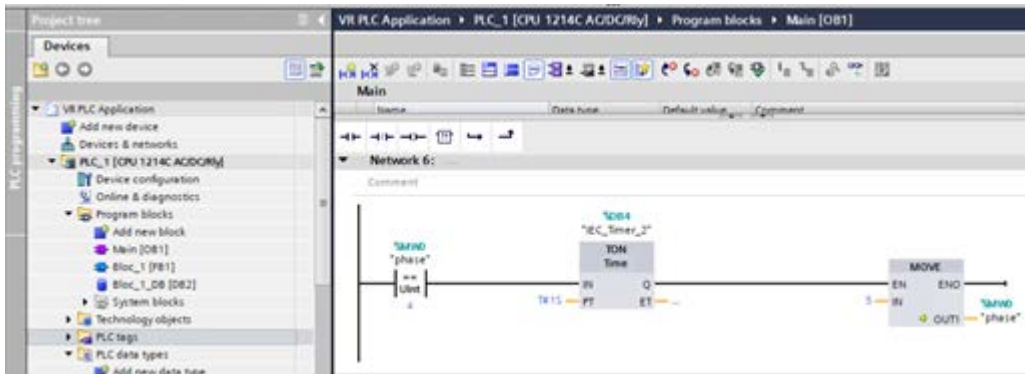 Project tree
VR PLC Application ▸ PLC_1 [CPU 1214C AC/DC/Rly] ▸ Program blocks ▸ Main [OB1]
Devices
PLC programming
Main
Name Data type Default value Comment
VR PLC Application
Add new device
Devices & networks
PLC_1 [CPU 1214C AC/DC/Rly]
Device configuration
Online & diagnostics
Program blocks
Add new block
Main [OB1]
Bloc_1 [FB1]
Bloc_1_DB [DB2]
System blocks
Technology objects
PLC tags
PLC data types
Add new data type
Network 6: ...
Comment
%DB4
"IEC_Timer_2"
TON
Time
IN Q
T#1S PT ET ...
%MW0
"phase"
==
UInt
4
MOVE
EN ENO
5 IN
%MW0
OUT1 "phase"